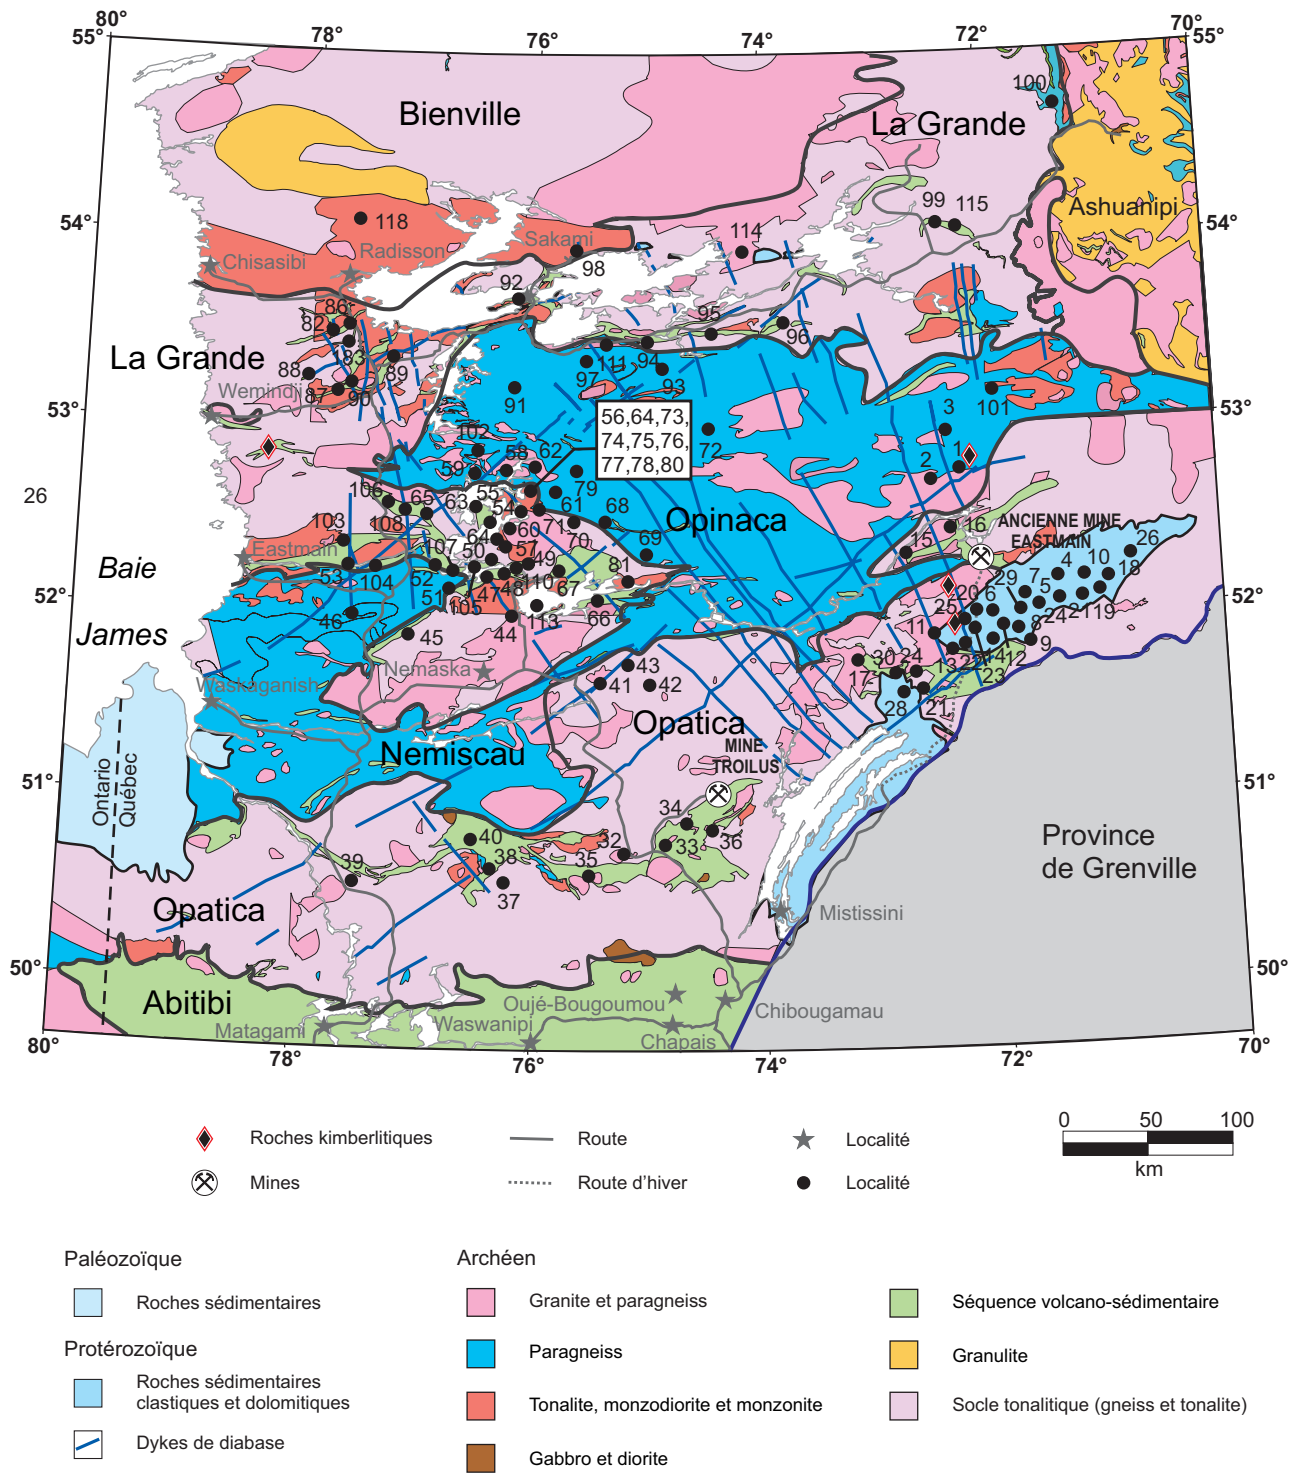 80°
55°
78°
76°
74°
72°
70°
55°
100
Bienville
La Grande
54°
99
115
Ashuanipi
54°
118
Radisson
Sakami
114
Chisasibi
98
92
86
82
95
96
La Grande
183
111
94
88
89
97
93
Wemindji
87
90
91
101
53°
56,64,73,
74,75,76,
77,78,80
3
53°
102
72
1
58
62
2
59
79
26
106
65
63
55
54
61
68
Opinaca
16
ANCIENNE MINE
EASTMAIN
103
108
64
60
71
15
26
Eastmain
107
50
57
70
69
4
10
53
104
52
49
81
29
7
5
18
Baie
52°
51
47
48
110
67
20
6
52°
105
25
24
21
19
James
46
44
113
66
11
8
45
9
43
30
24
13
22
14
12
Nemaska
17
23
Waskaganish
41
42
28
21
Opatica
Nemiscau
MINE
TROILUS
51°
51°
Ontario
Québec
34
40
32
36
Province
de Grenville
39
38
35
33
37
Opatica
Mistissini
50°
50°
Abitibi
Oujé-Bougoumou
Chibougamau
Matagami
Waswanipi
Chapais
80°
78°
76°
74°
72°
70°
Roches kimberlitiques
Route
Localité
0 50 100
km
Mines
Route d’hiver
Localité
Paléozoïque
Roches sédimentaires
Protérozoïque
Roches sédimentaires
clastiques et dolomitiques
Dykes de diabase
Archéen
Granite et paragneiss
Paragneiss
Tonalite, monzodiorite et monzonite
Gabbro et diorite
Séquence volcano-sédimentaire
Granulite
Socle tonalitique (gneiss et tonalite)